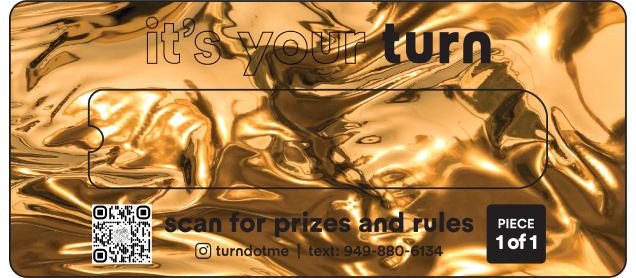 it's your turn
scan for prizes and rules
turndotme | text: 949-880-6134
PIECE
1 of 1